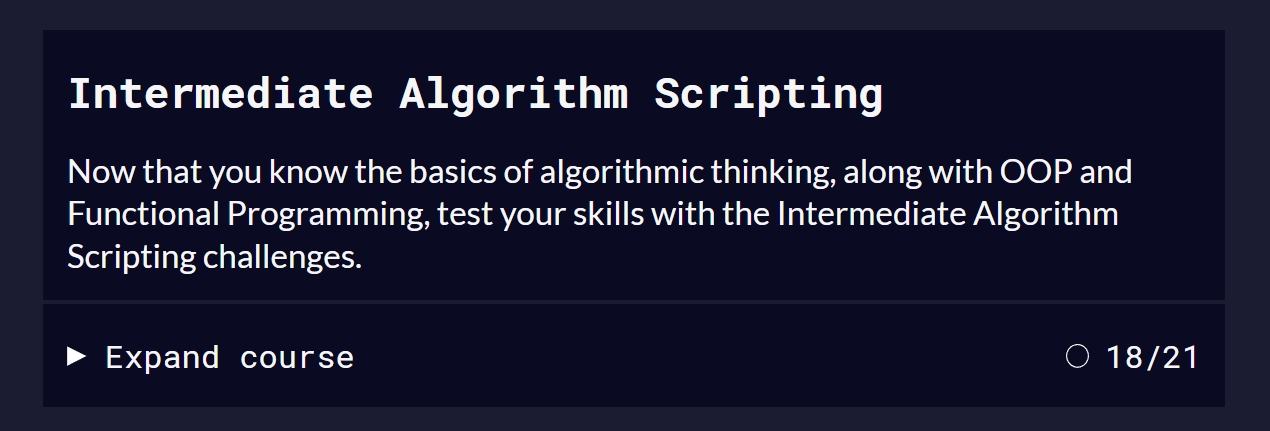 Intermediate Algorithm Scripting
Now that you know the basics of algorithmic thinking, along with OOP and
Functional Programming, test your skills with the Intermediate Algorithm
Scripting challenges.
Expand course
18/21